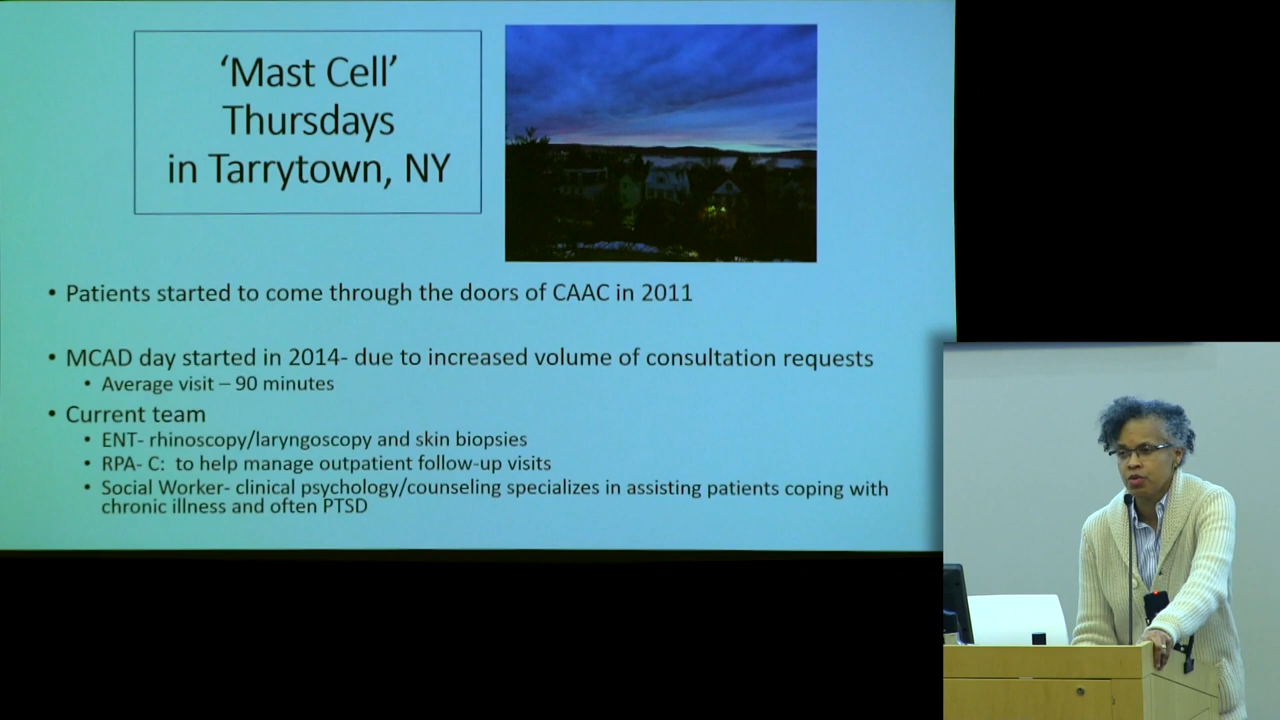 ‘Mast Cell’
Thursdays
in Tarrytown, NY
• Patients started to come through the doors of CAAC in 2011
• MCAD day started in 2014- due to increased volume of consultation requests
• Average visit – 90 minutes
• Current team
• ENT- rhinoscopy/laryngoscopy and skin biopsies
• RPA- C: to help manage outpatient follow-up visits
• Social Worker- clinical psychology/counseling specializes in assisting patients coping with
chronic illness and often PTSD